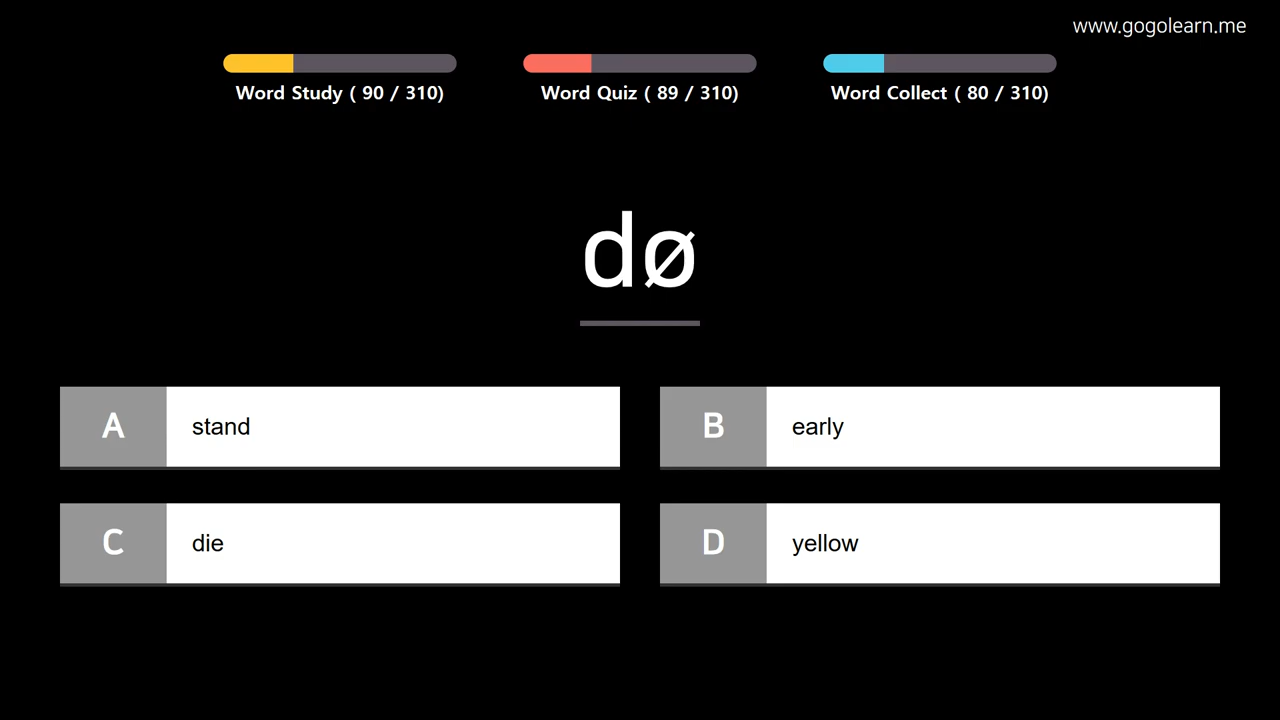 www.gogolearn.me
Word Study ( 90 / 310)
Word Quiz ( 89 / 310)
Word Collect ( 80 / 310)
dø
A stand
B early
C die
D yellow